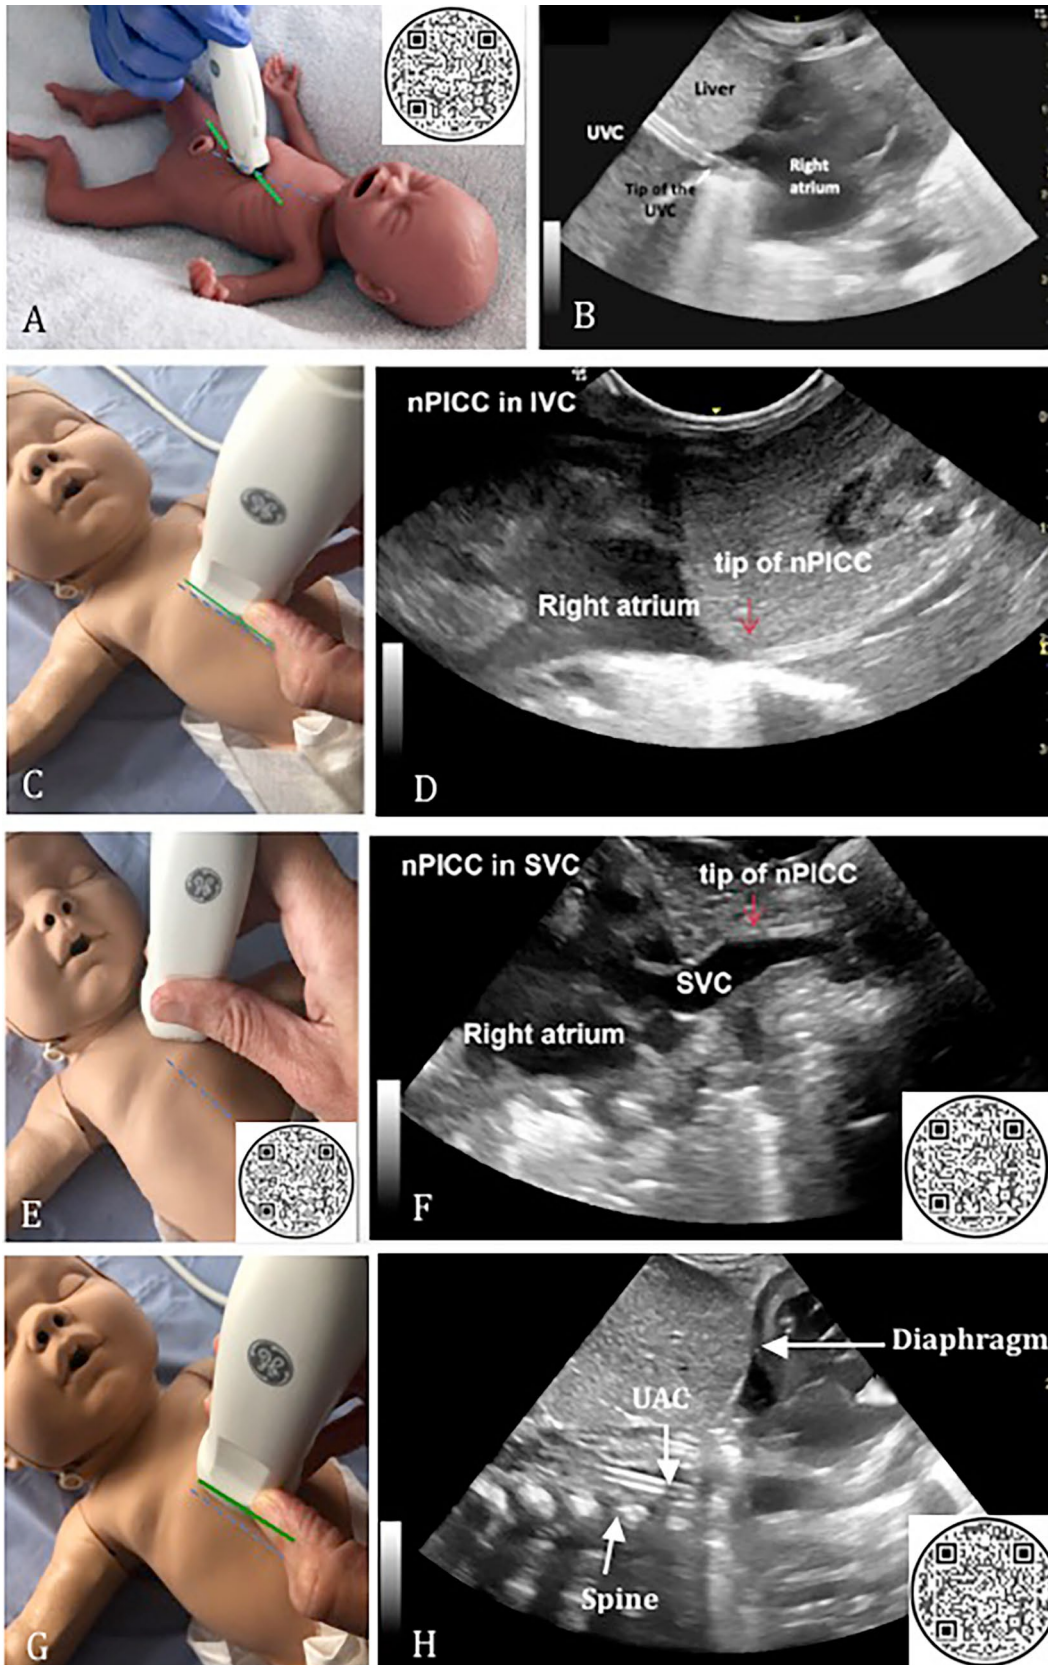 A
Liver
UVC
Right
atrium
Tip of the
UVC
B
C
nPICC in IVC
tip of nPICC
Right atrium
D
E
nPICC in SVC
tip of nPICC
SVC
Right atrium
F
G
Diaphragm
UAC
Spine
H